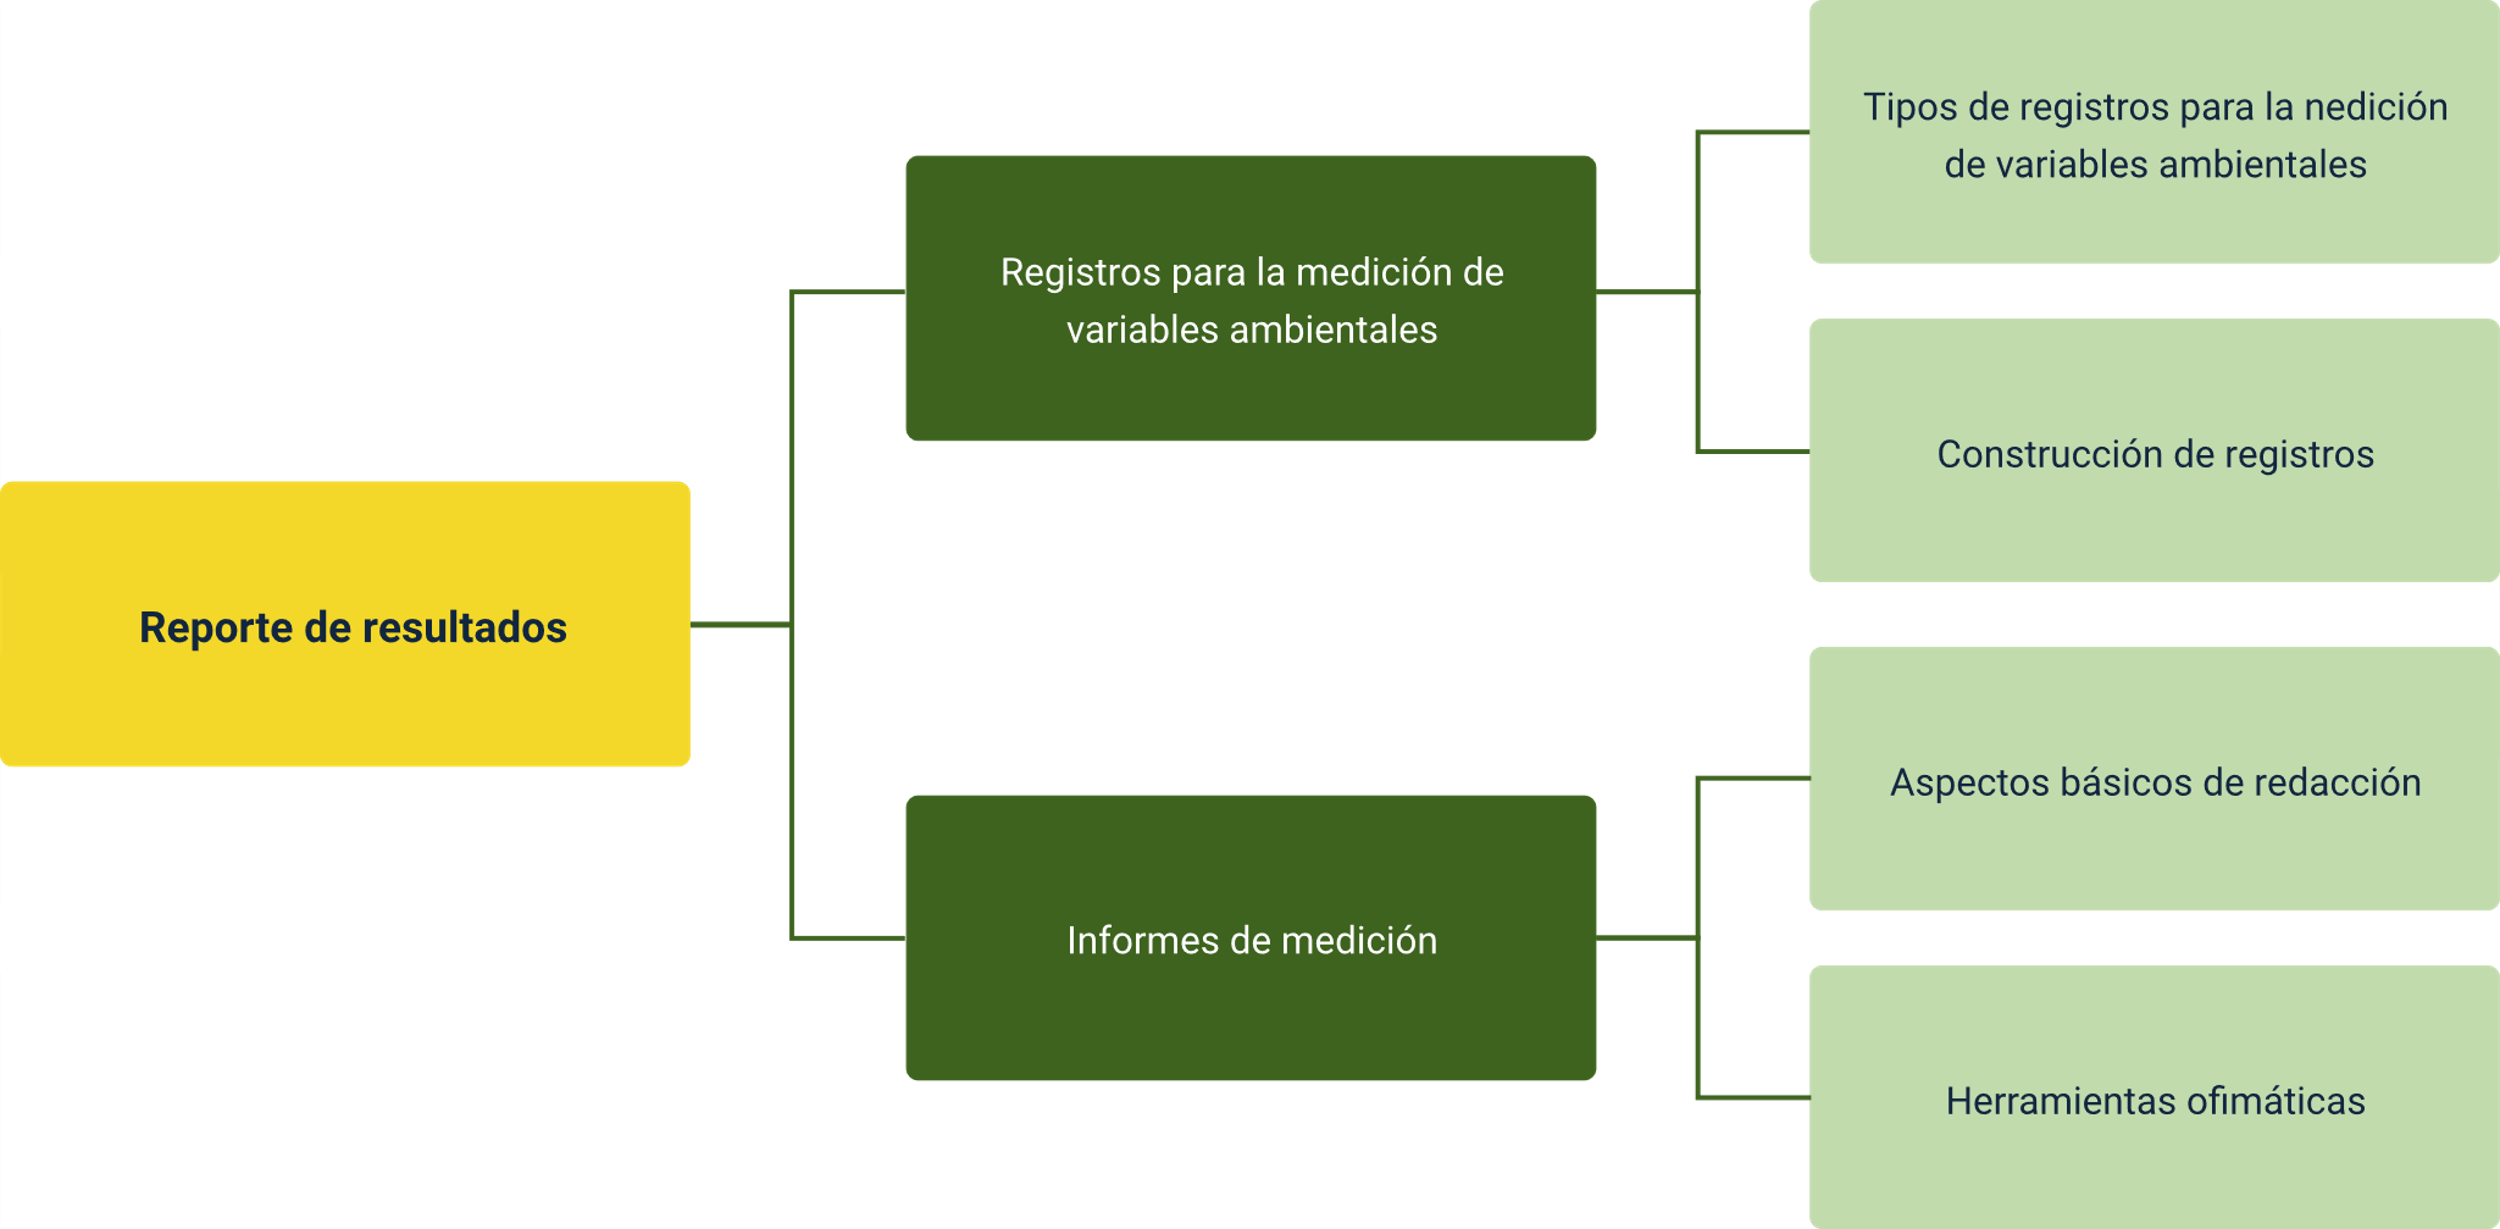 Reporte de resultados
Registros para la medición de
variables ambientales
Tipos de registros para la nedición
de variables ambientales
Construcción de registros
Informes de medición
Aspectos básicos de redacción
Herramientas ofimáticas